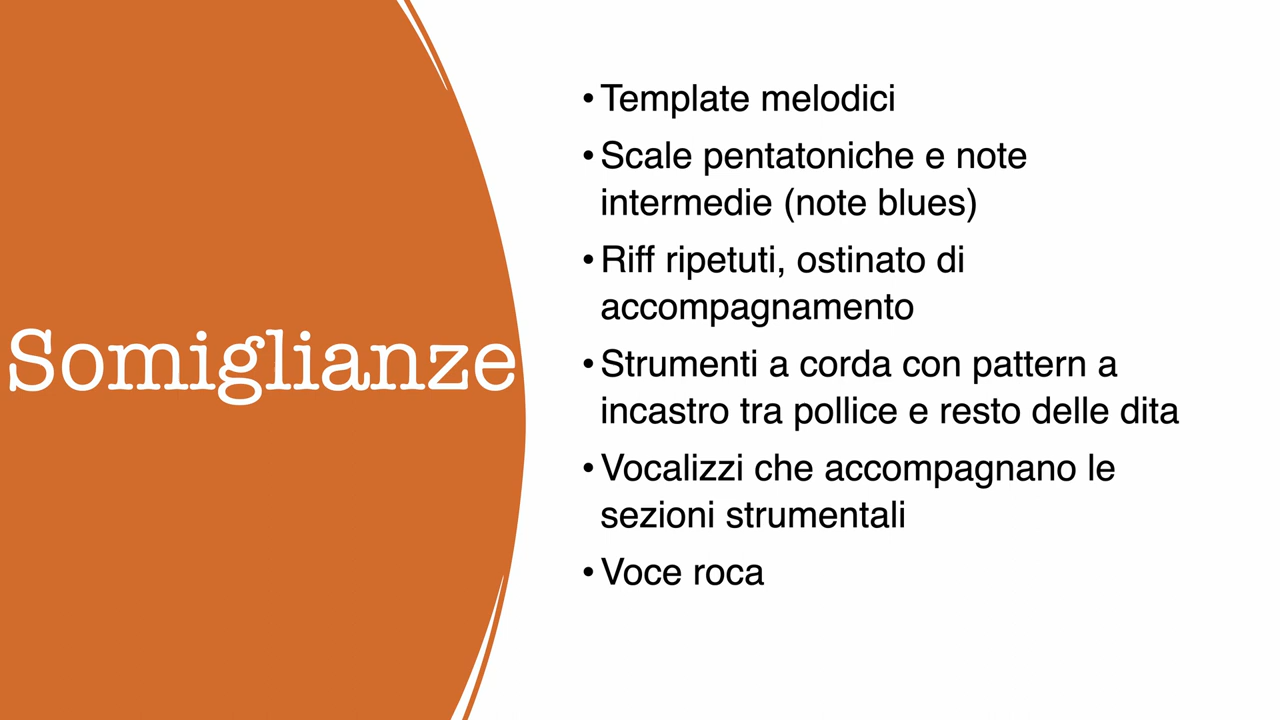 Somiglianze
• Template melodici
• Scale pentatoniche e note
intermedie (note blues)
• Riff ripetuti, ostinato di
accompagnamento
• Strumenti a corda con pattern a
incastro tra pollice e resto delle dita
• Vocalizzi che accompagnano le
sezioni strumentali
• Voce roca